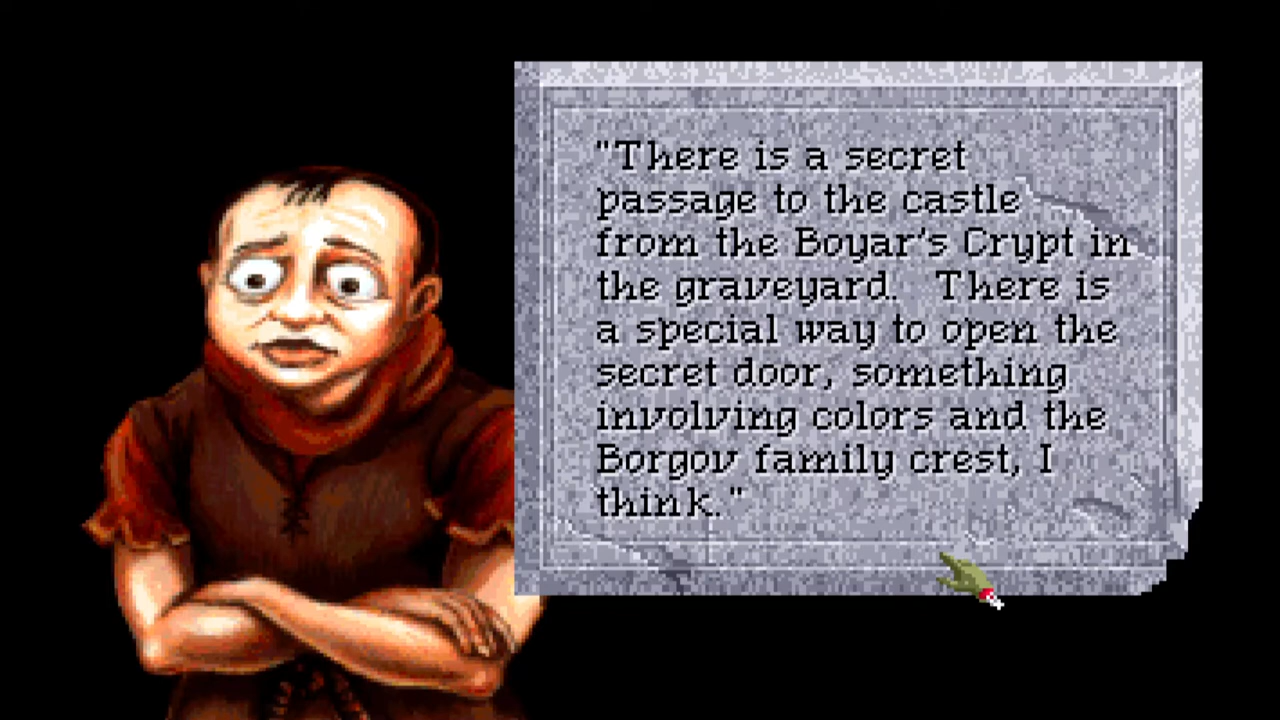 "There is a secret
passage to the castle
from the Boyar's Crypt in
the graveyard.  There is
a special way to open the
secret door, something
involving colors and the
Borgov family crest, I
think."